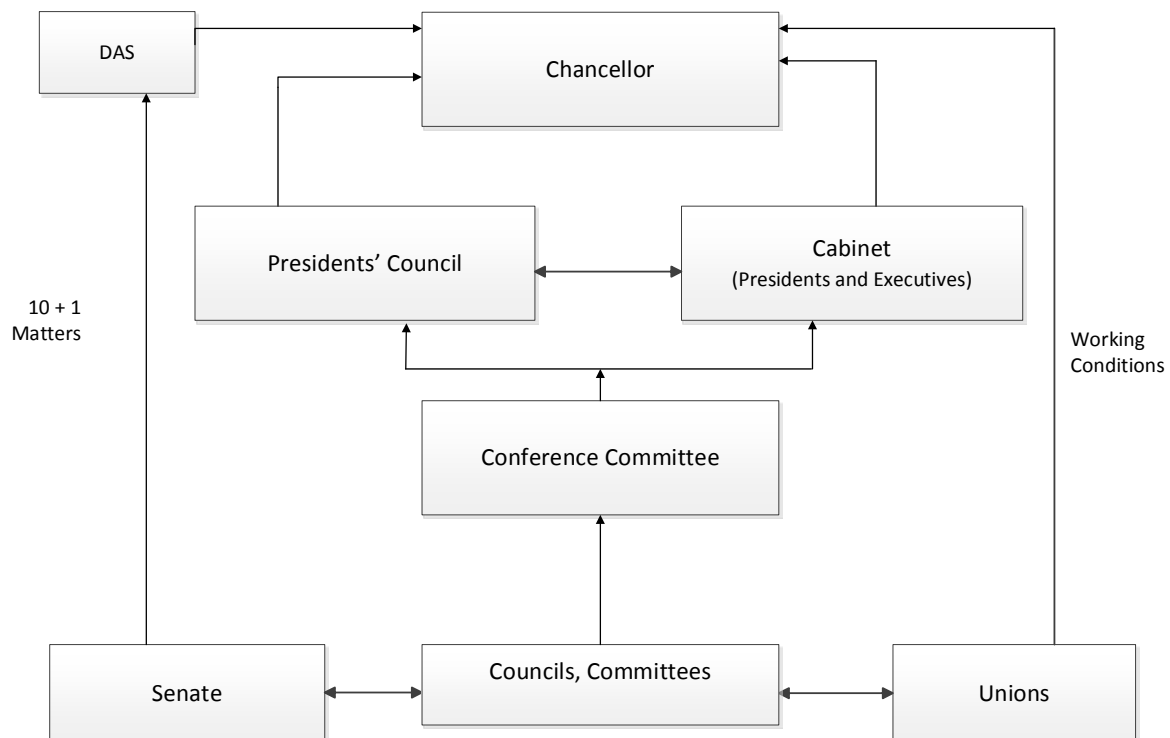 DAS
Chancellor
Presidents’ Council
Cabinet
(Presidents and Executives)
10 + 1
Matters
Working
Conditions
Conference Committee
Senate
Councils, Committees
Unions